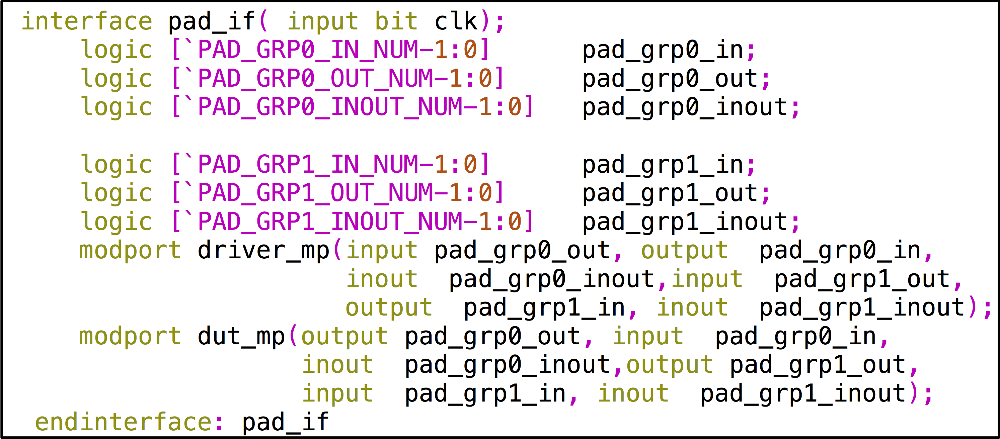 interface pad_if( input bit clk);
logic [`PAD_GRP0_IN_NUM-1:0] pad_grp0_in;
logic [`PAD_GRP0_OUT_NUM-1:0] pad_grp0_out;
logic [`PAD_GRP0_INOUT_NUM-1:0] pad_grp0_inout;
logic [`PAD_GRP1_IN_NUM-1:0] pad_grp1_in;
logic [`PAD_GRP1_OUT_NUM-1:0] pad_grp1_out;
logic [`PAD_GRP1_INOUT_NUM-1:0] pad_grp1_inout;
modport driver_mp(input pad_grp0_out, output pad_grp0_in,
inout pad_grp0_inout,input pad_grp1_out,
output pad_grp1_in, inout pad_grp1_inout);
modport dut_mp(output pad_grp0_out, input pad_grp0_in,
inout pad_grp0_inout,output pad_grp1_out,
input pad_grp1_in, inout pad_grp1_inout);
endinterface: pad_if